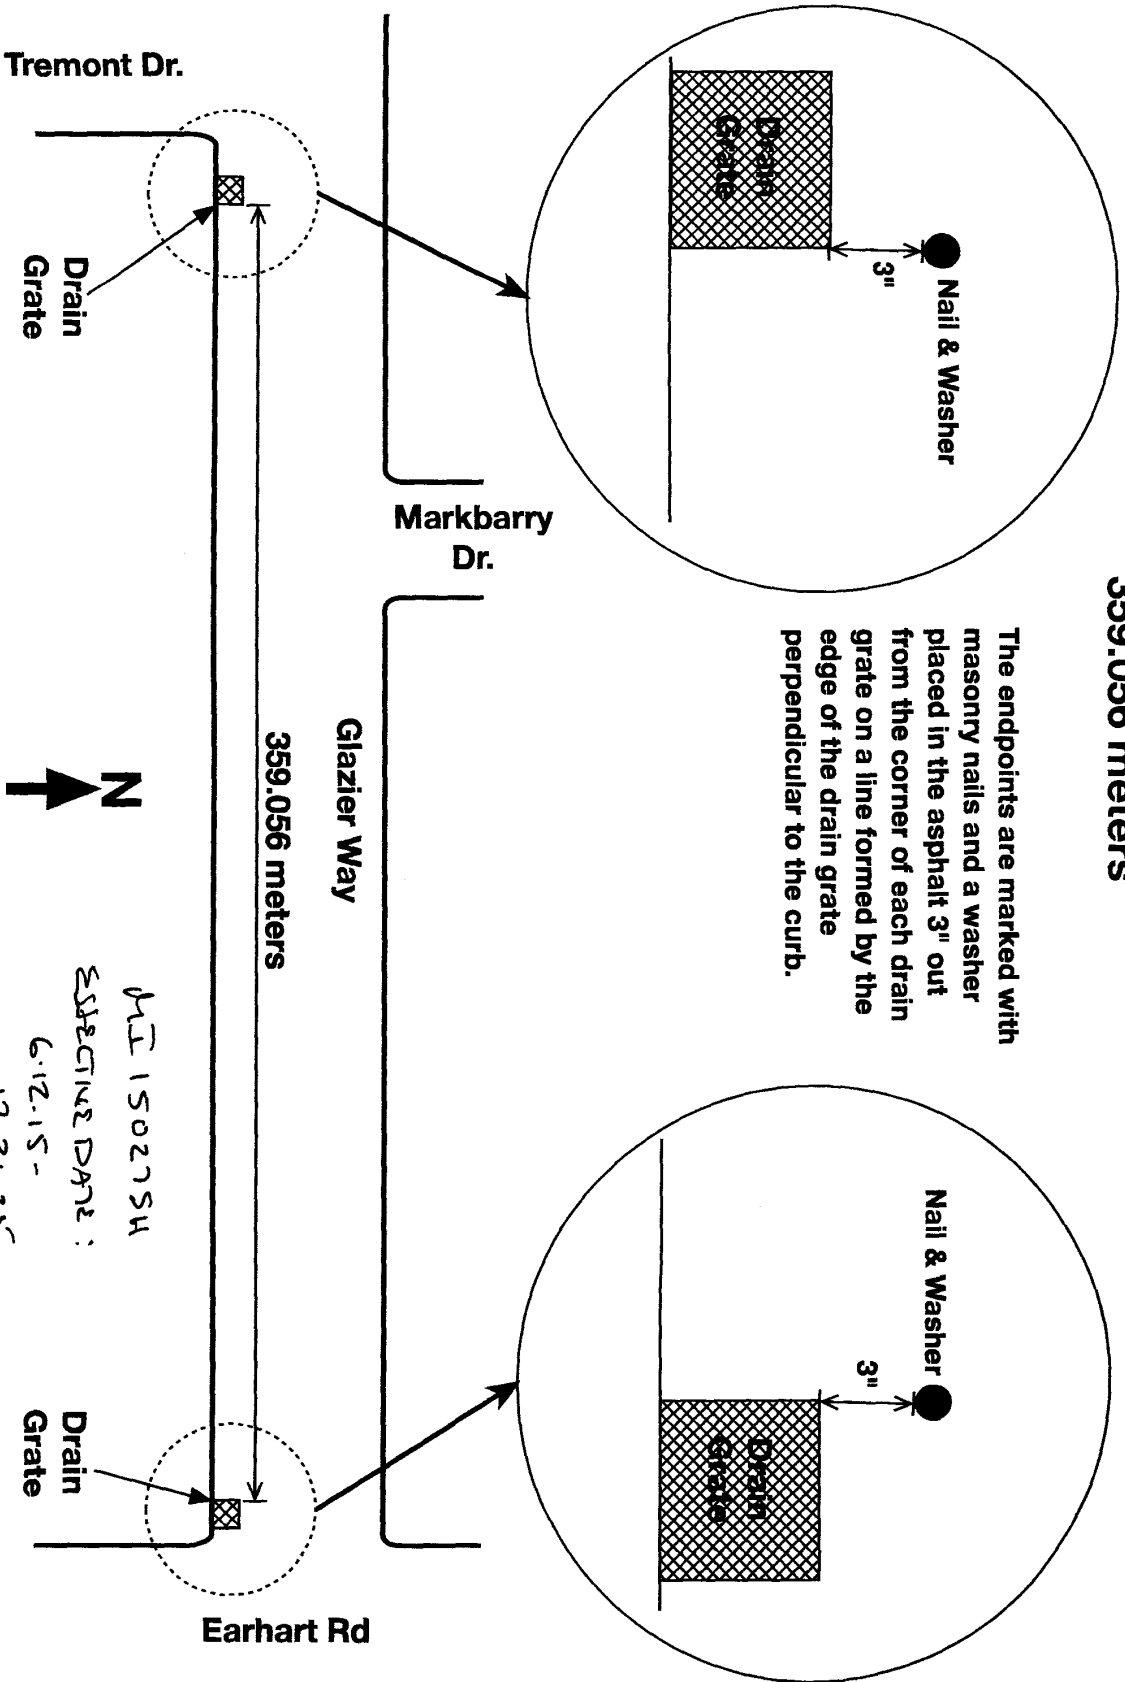 359.056 meters
The endpoints are marked with
masonry nails and a washer
placed in the asphalt 3" out
from the corner of each drain
grate on a line formed by the
edge of the drain grate
perpendicular to the curb.
Nail & Washer
3"
Drain
Grate
Nail & Washer
3"
Drain
Grate
Tremont Dr.
Markbarry
Dr.
Glazier Way
359.056 meters
Earhart Rd
Drain
Grate
Drain
Grate
N
MI 15027SH
EFFECTIVE DATE:
6.12.15-